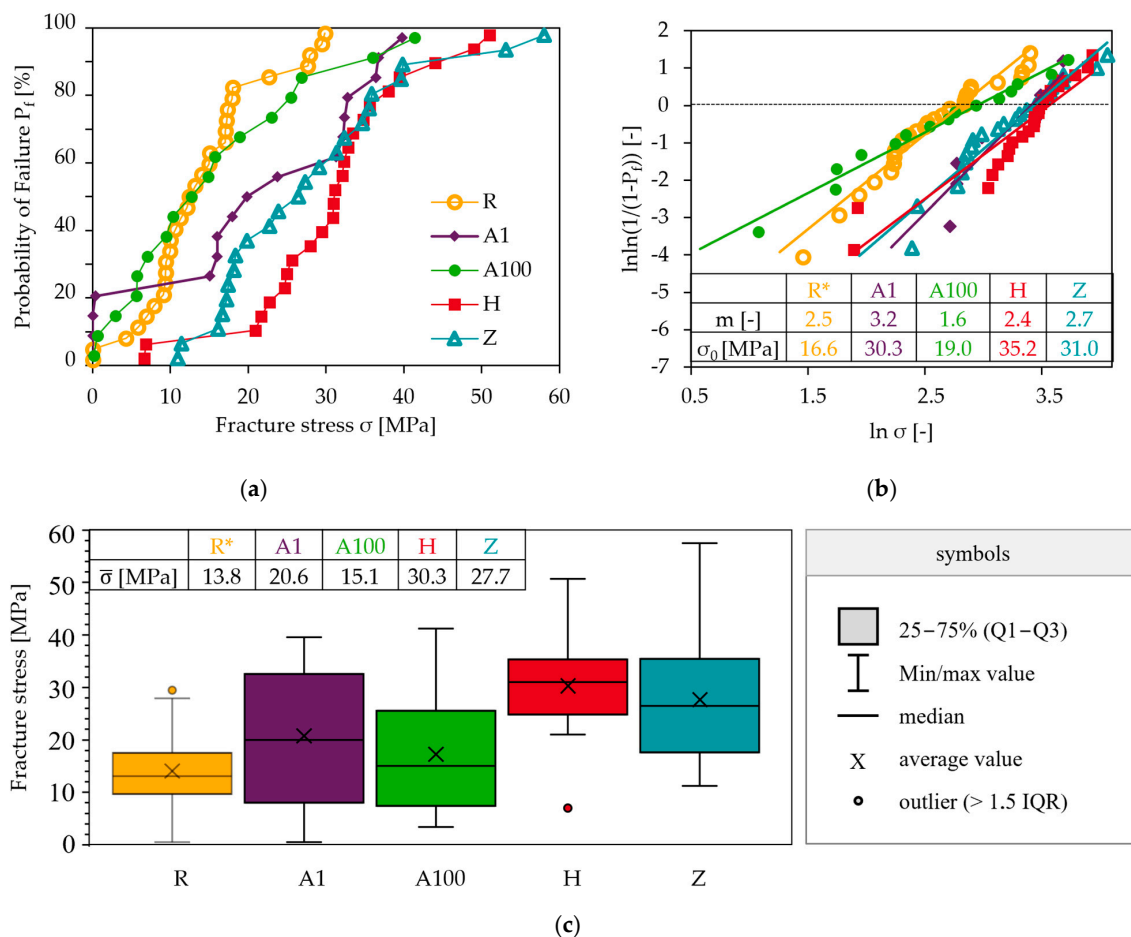 100
80
60
40
20
0
Probability of Failure P_f [%]
R
A1
A100
H
Z
0 10 20 30 40 50 60
Fracture stress σ [MPa]
(a)
2
1
0
-1
-2
-3
-4
-5
-6
-7
lnln(1/(1-P_f)) [-]
R* A1 A100 H Z
m [-] 2.5 3.2 1.6 2.4 2.7
σ_0 [MPa] 16.6 30.3 19.0 35.2 31.0
0.5 1.5 2.5 3.5
ln σ [-]
(b)
60
50
40
30
20
10
0
Fracture stress [MPa]
R* A1 A100 H Z
σ̅ [MPa] 13.8 20.6 15.1 30.3 27.7
R A1 A100 H Z
symbols
25–75% (Q1–Q3)
Min/max value
median
X average value
outlier (> 1.5 IQR)
(c)